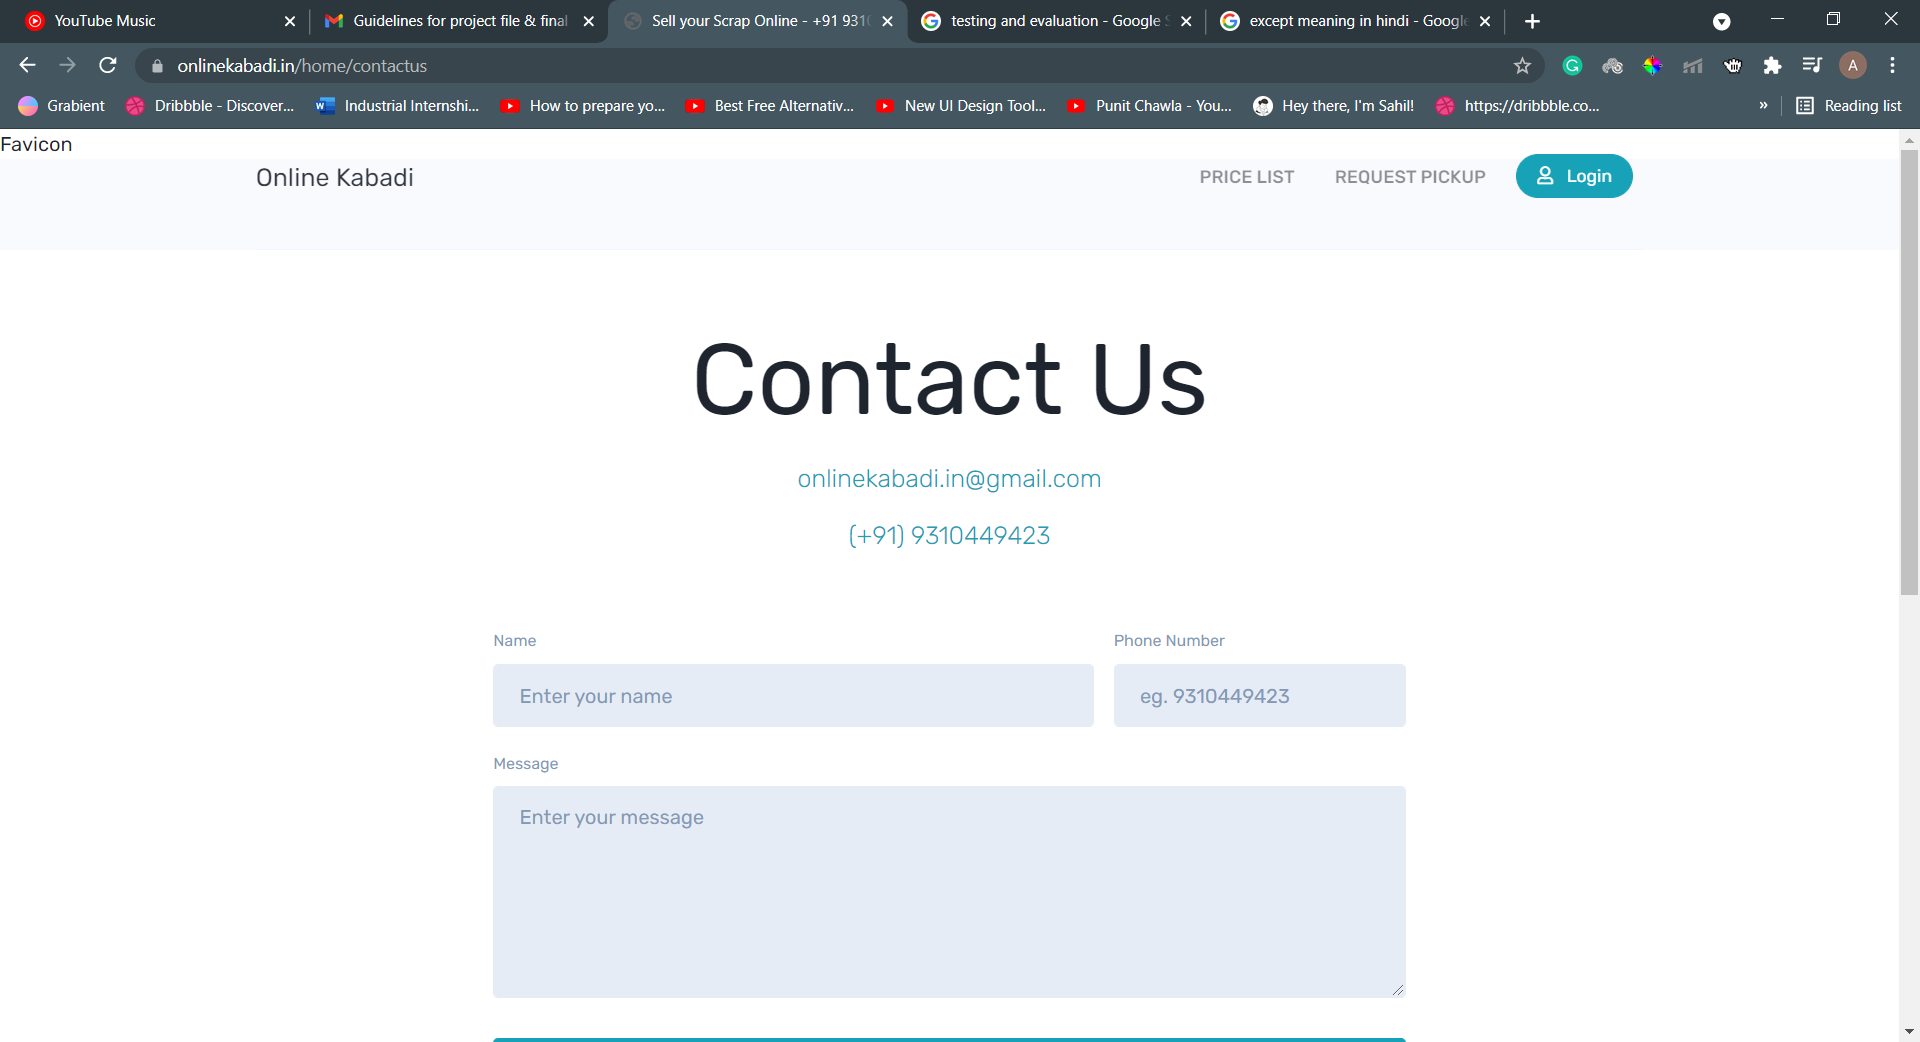 YouTube Music
Guidelines for project file & final
Sell your Scrap Online - +91 931
testing and evaluation - Google S
except meaning in hindi - Google
onlinekabadi.in/home/contactus
A
Grabient
Dribbble - Discover...
Industrial Internshi...
How to prepare yo...
Best Free Alternativ...
New UI Design Tool...
Punit Chawla - You...
Hey there, I'm Sahil!
https://dribbble.co...
»
Reading list
Favicon
Online Kabadi
PRICE LIST
REQUEST PICKUP
Login
Contact Us
onlinekabadi.in@gmail.com
(+91) 9310449423
Name
Phone Number
Enter your name
eg. 9310449423
Message
Enter your message